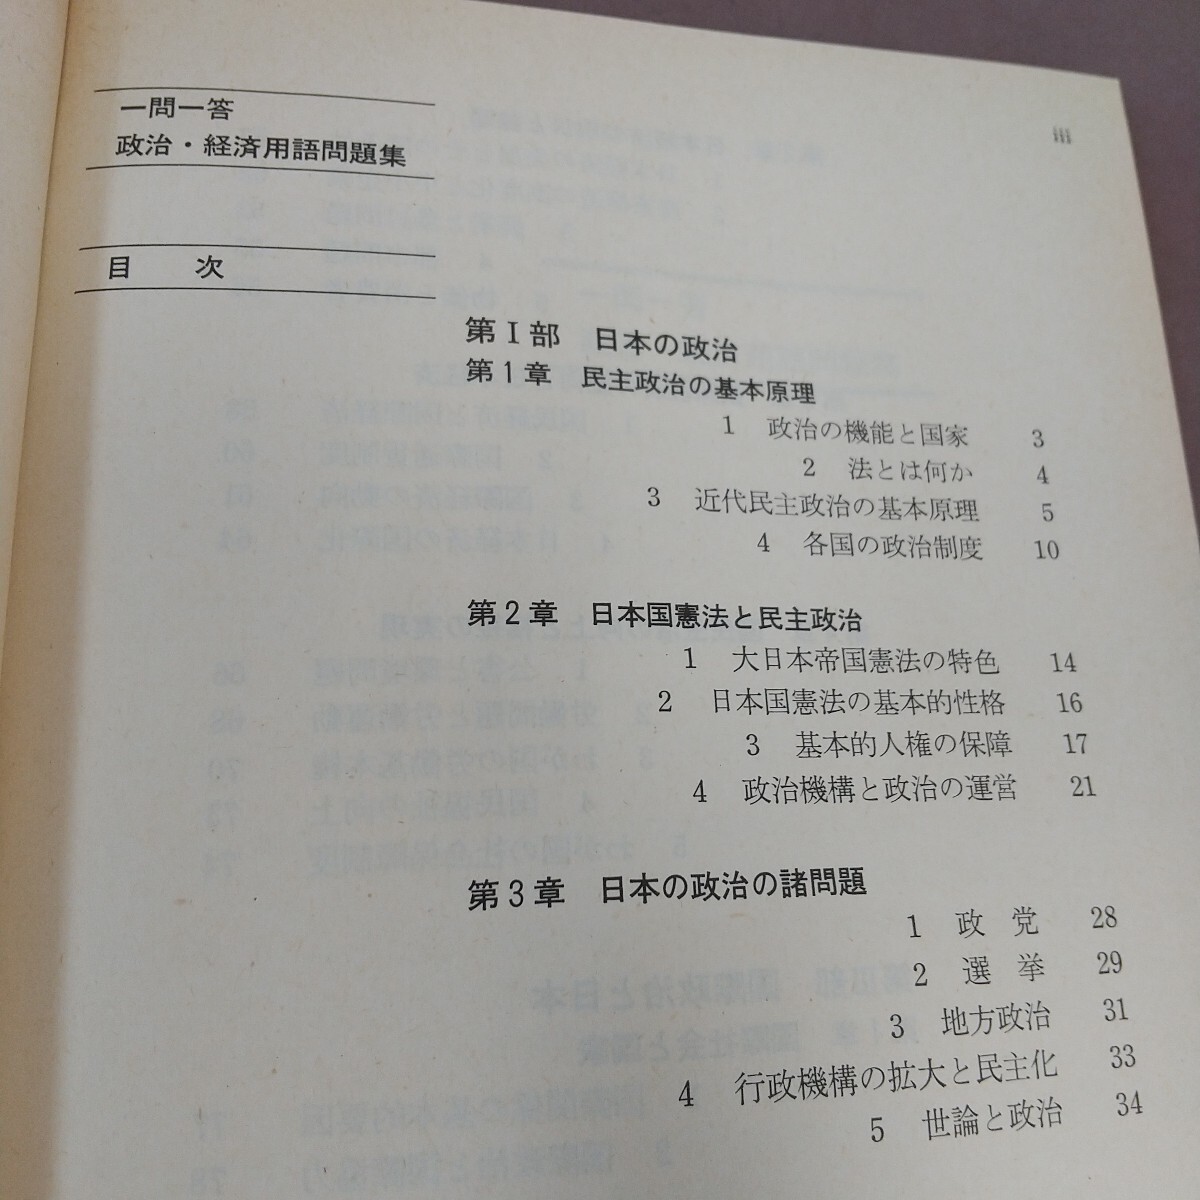 iii
一問一答
政治・経済用語問題集
目 次
第Ⅰ部 日本の政治
第1章 民主政治の基本原理
1 政治の機能と国家 3
2 法とは何か 4
3 近代民主政治の基本原理 5
4 各国の政治制度 10
第2章 日本国憲法と民主政治
1 大日本帝国憲法の特色 14
2 日本国憲法の基本的性格 16
3 基本的人権の保障 17
4 政治機構と政治の運営 21
第3章 日本の政治の諸問題
1 政 党 28
2 選 挙 29
3 地方政治 31
4 行政機構の拡大と民主化 33
5 世論と政治 34